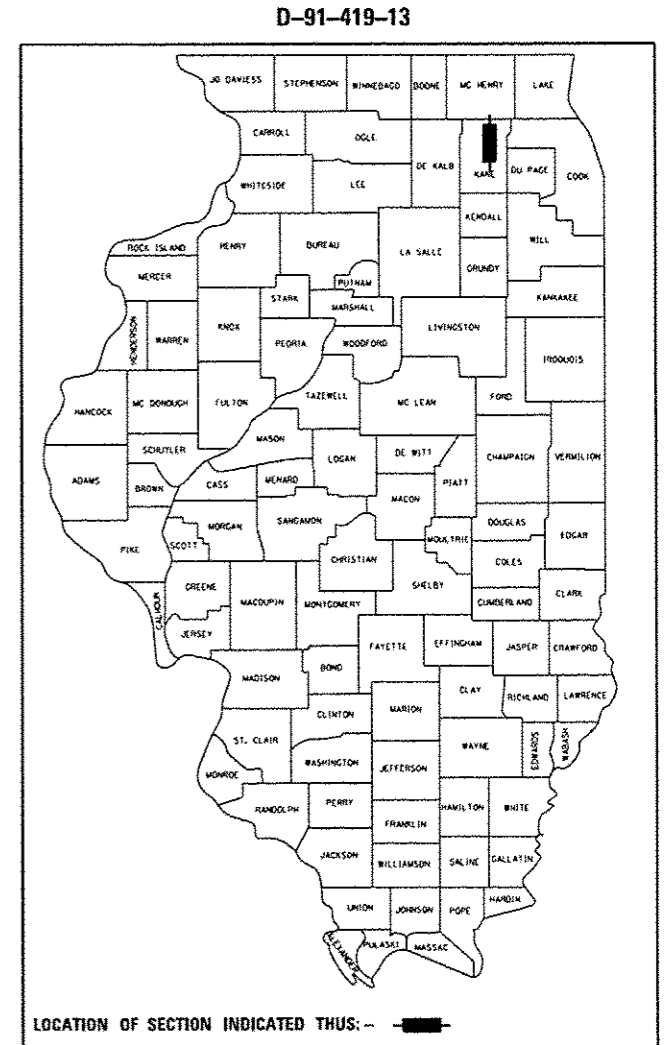 D-91-419-13
JO DAVIESS STEPHENSON WINNEBAGO BOONE MC HENRY LAKE
CARROLL OGLE DE KALB KANE DU PAGE COOK
WHITESIDE LEE
KENDALL
ROCK ISLAND HENRY BUREAU LA SALLE GRUNDY WILL
MERCER PUTNAM KANKAKEE
STARK MARSHALL
HENDERSON WARREN KNOX PEORIA WOODFORD LIVINGSTON IROQUOIS
HANCOCK MC DONOUGH FULTON TAZEWELL MC LEAN FORD
MASON
SCHUYLER LOGAN DE WITT CHAMPAIGN VERMILION
ADAMS BROWN CASS MENARD PIATT
MACON
MORGAN SANGAMON DOUGLAS
PIKE SCOTT CHRISTIAN MOULTRIE COLES EDGAR
CALHOUN GREENE MACOUPIN MONTGOMERY SHELBY CUMBERLAND CLARK
JERSEY FAYETTE EFFINGHAM JASPER CRAWFORD
MADISON BOND
CLAY RICHLAND LAWRENCE
CLINTON MARION
ST. CLAIR WAYNE EDWARDS WABASH
WASHINGTON JEFFERSON
MONROE
RANDOLPH PERRY HAMILTON WHITE
FRANKLIN
JACKSON WILLIAMSON SALINE GALLATIN
HARDIN
UNION JOHNSON POPE
ALEXANDER PULASKI MASSAC
LOCATION OF SECTION INDICATED THUS: -